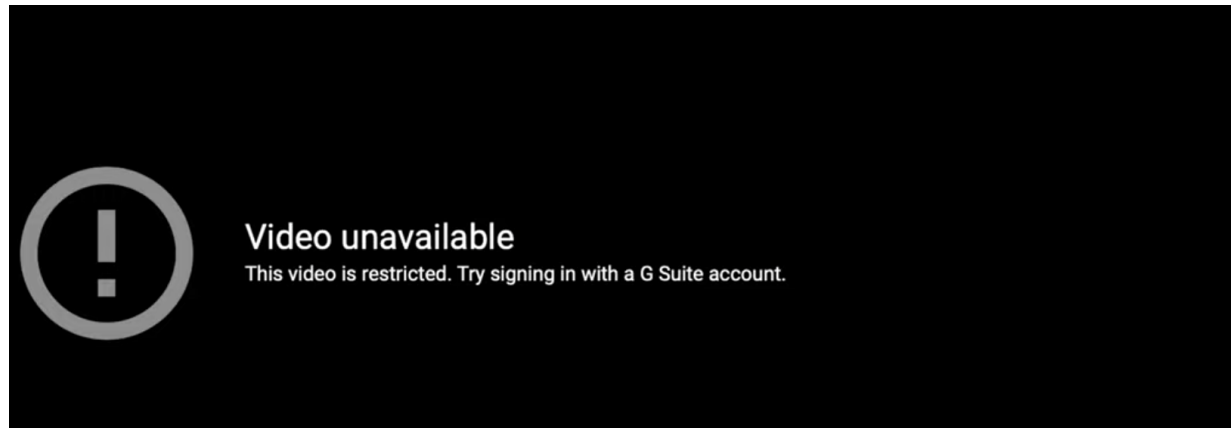 Video unavailable
This video is restricted. Try signing in with a G Suite account.